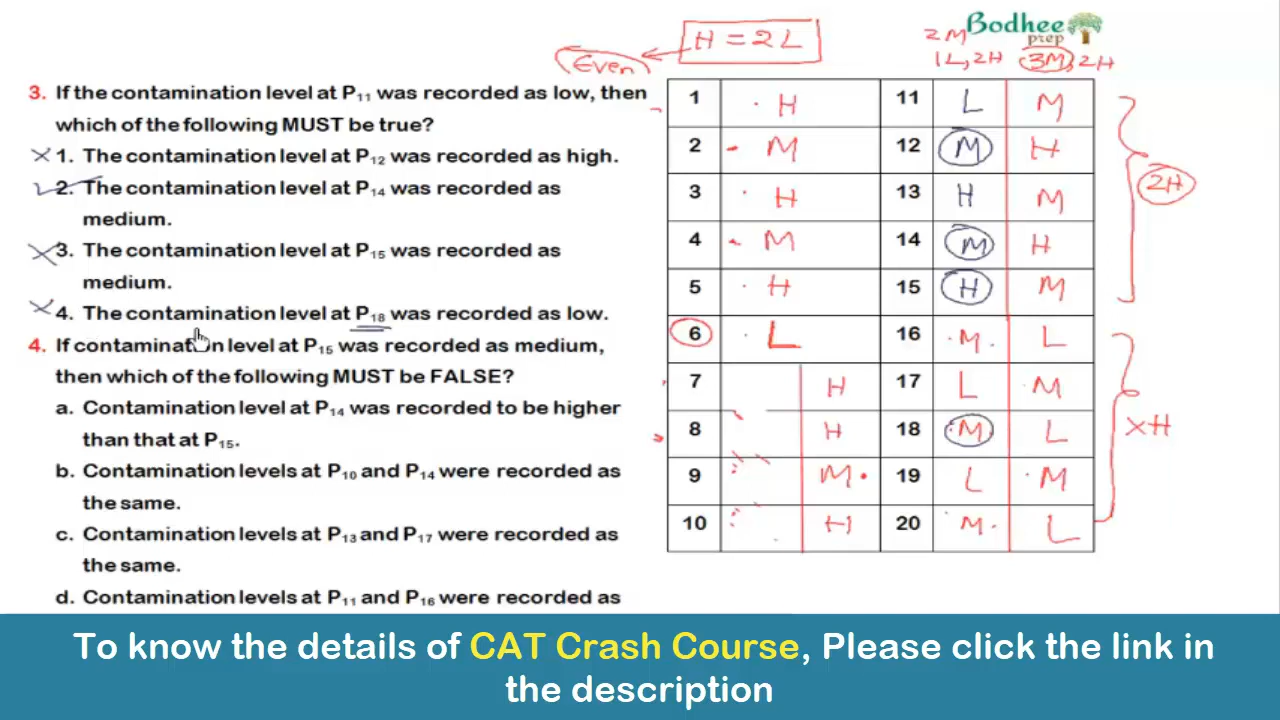 Bodhee
prep
H = 2L
Even
2M
1L, 2H
3M, 2H
3. If the contamination level at P11 was recorded as low, then
which of the following MUST be true?
1. The contamination level at P12 was recorded as high.
2. The contamination level at P14 was recorded as
medium.
3. The contamination level at P15 was recorded as
medium.
4. The contamination level at P18 was recorded as low.
4. If contamination level at P15 was recorded as medium,
then which of the following MUST be FALSE?
a. Contamination level at P14 was recorded to be higher
than that at P15.
b. Contamination levels at P10 and P14 were recorded as
the same.
c. Contamination levels at P13 and P17 were recorded as
the same.
d. Contamination levels at P11 and P16 were recorded as
1 H 11 L M
2 M 12 M H
3 H 13 H M
4 M 14 M H
5 H 15 H M
6 L 16 M L
7 H 17 L M
8 H 18 M L
9 M 19 L M
10 H 20 M L
2H
XH
To know the details of CAT Crash Course, Please click the link in
the description